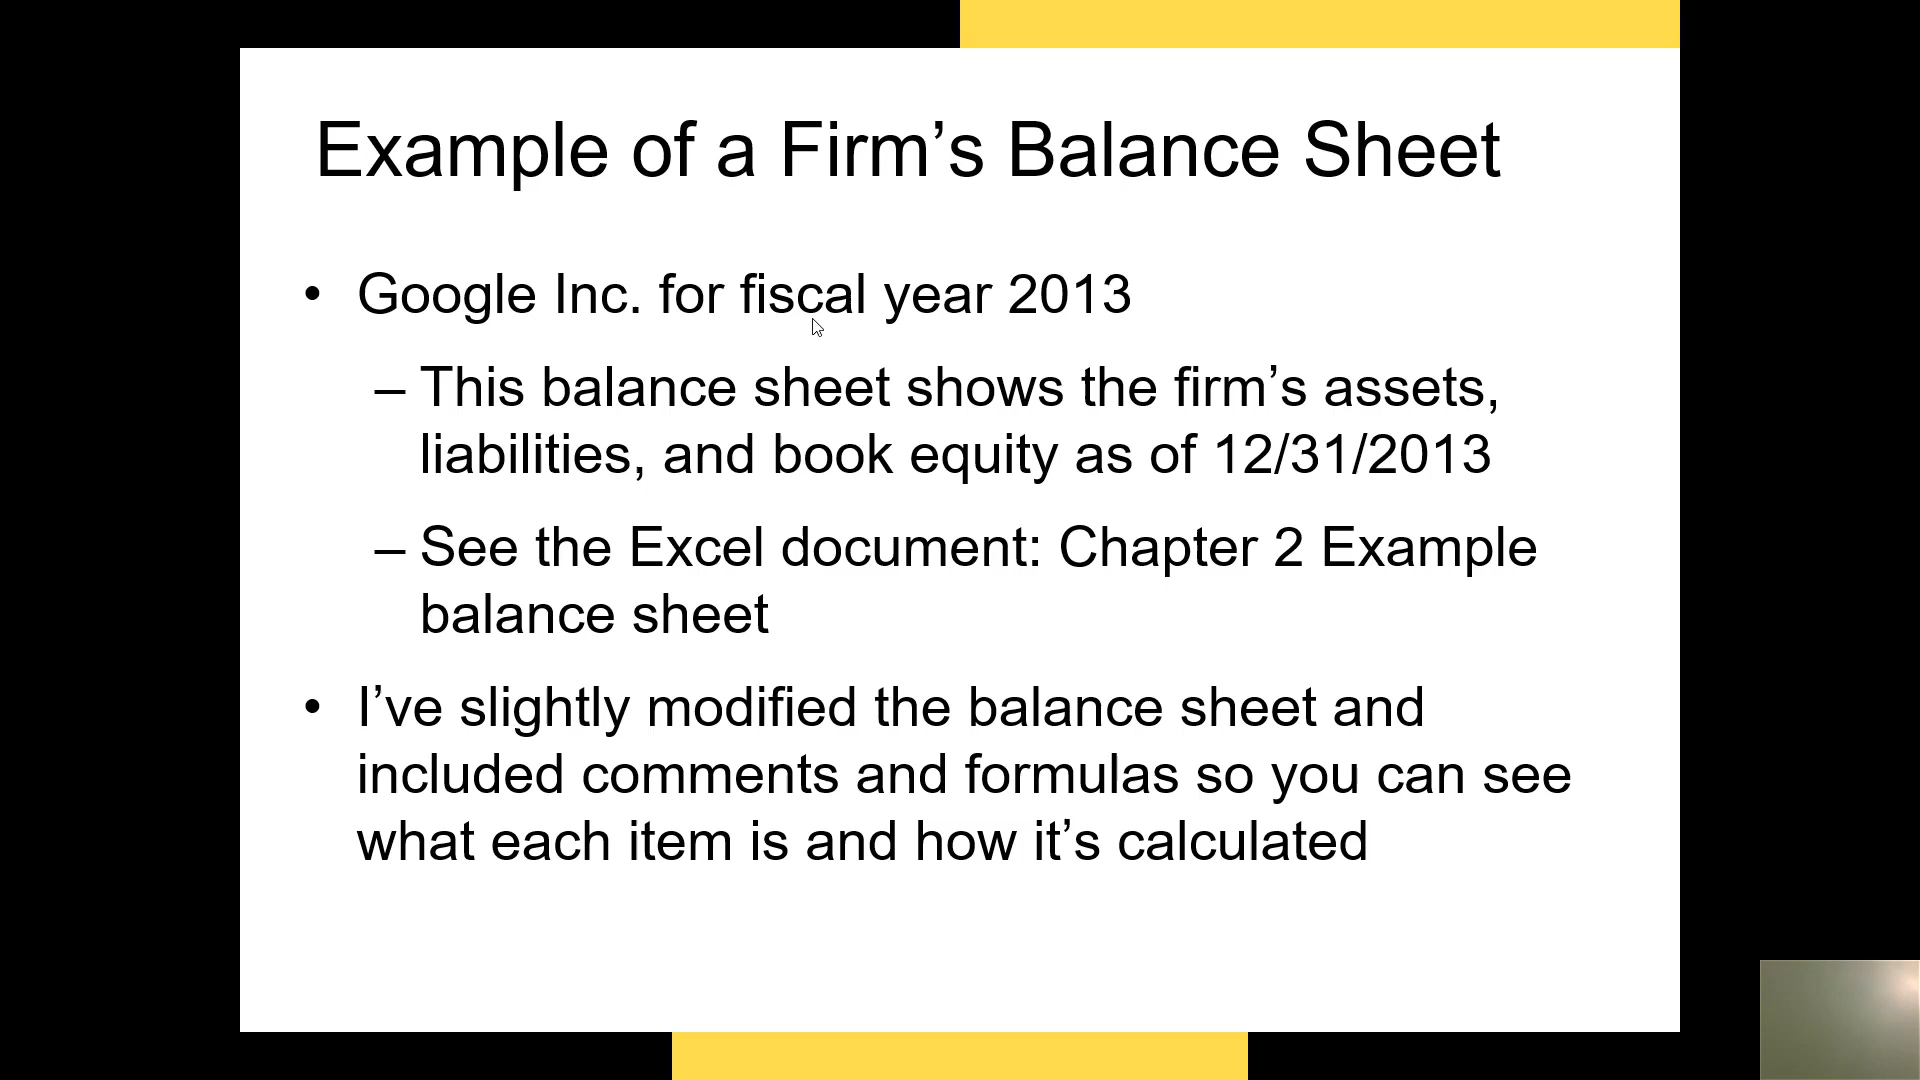 Example of a Firm’s Balance Sheet
• Google Inc. for fiscal year 2013
– This balance sheet shows the firm’s assets,
liabilities, and book equity as of 12/31/2013
– See the Excel document: Chapter 2 Example
balance sheet
• I’ve slightly modified the balance sheet and
included comments and formulas so you can see
what each item is and how it’s calculated